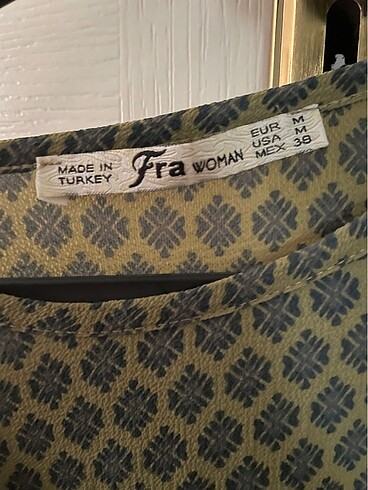 MADE IN
TURKEY
Fra WOMAN
EUR M
USA M
MEX 38